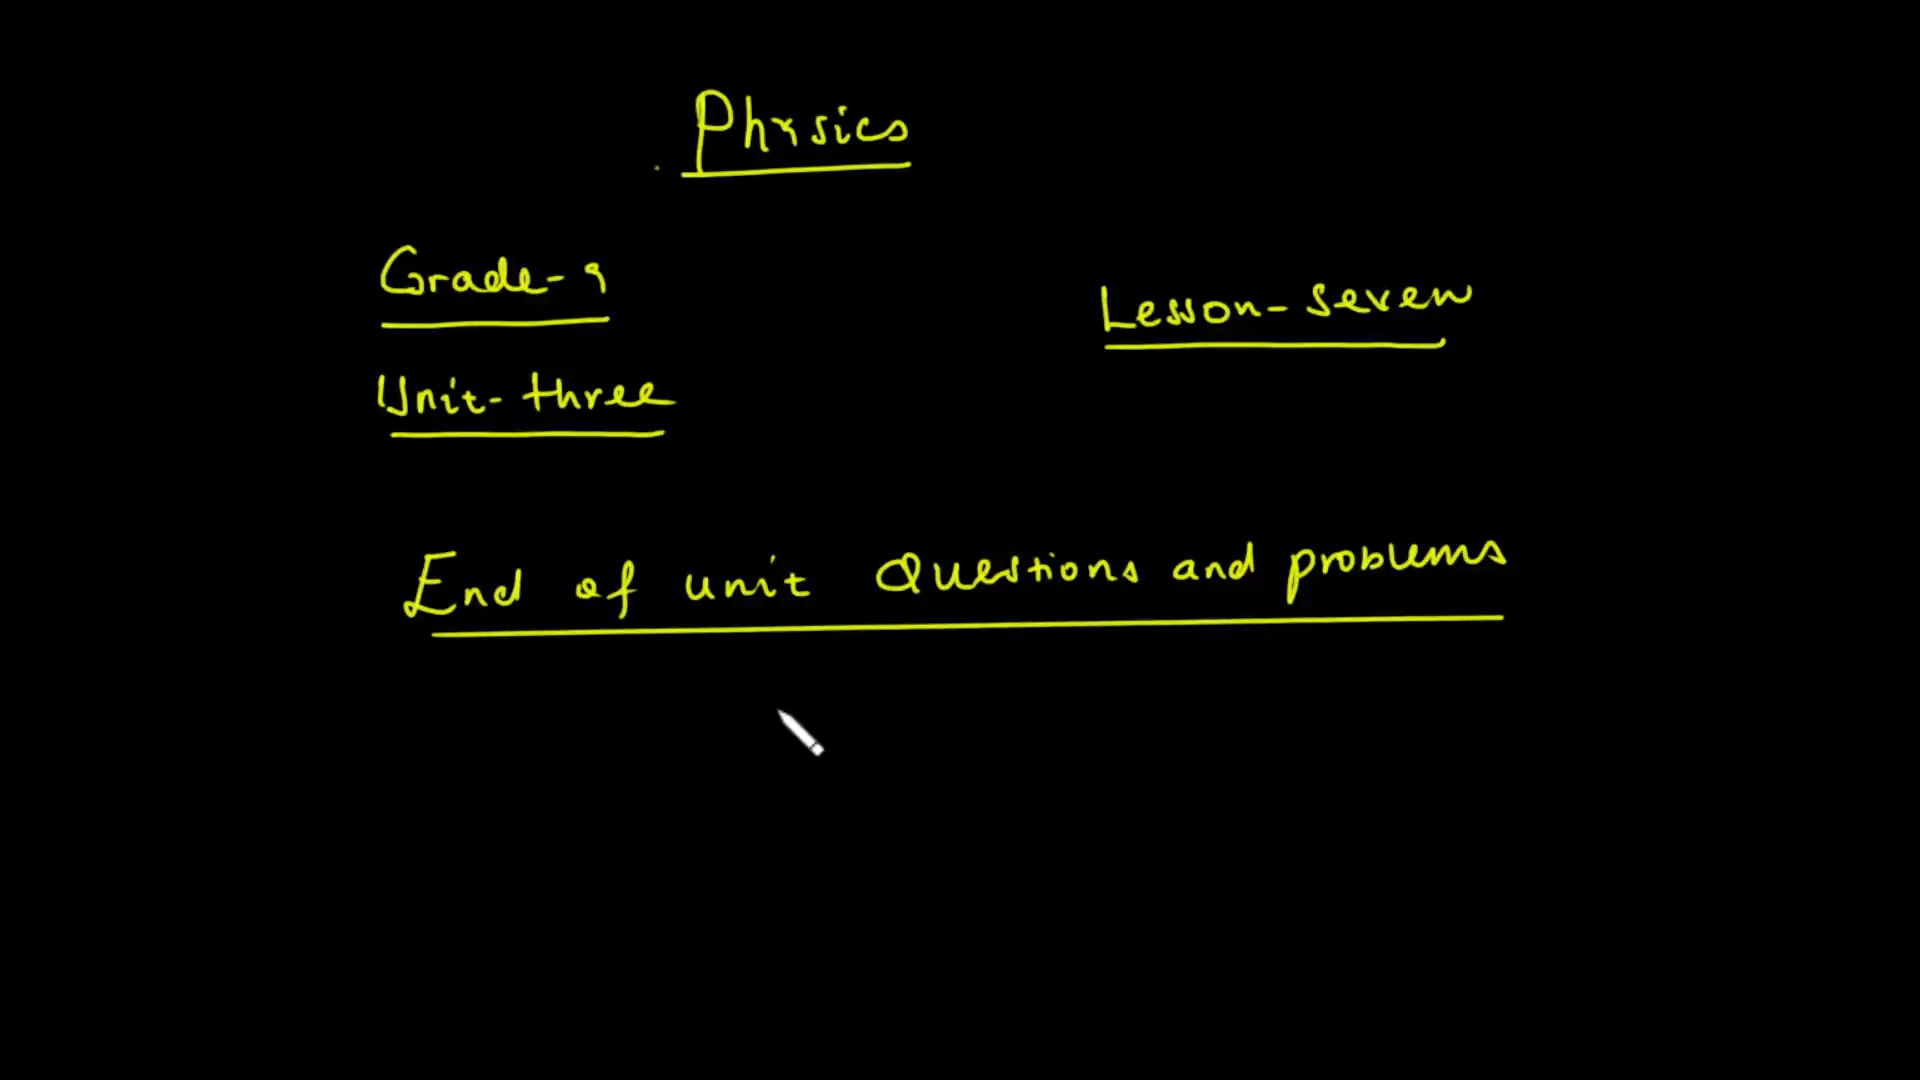 Physics
Grade-9
Lesson-seven
Unit-three
End of unit Questions and problems